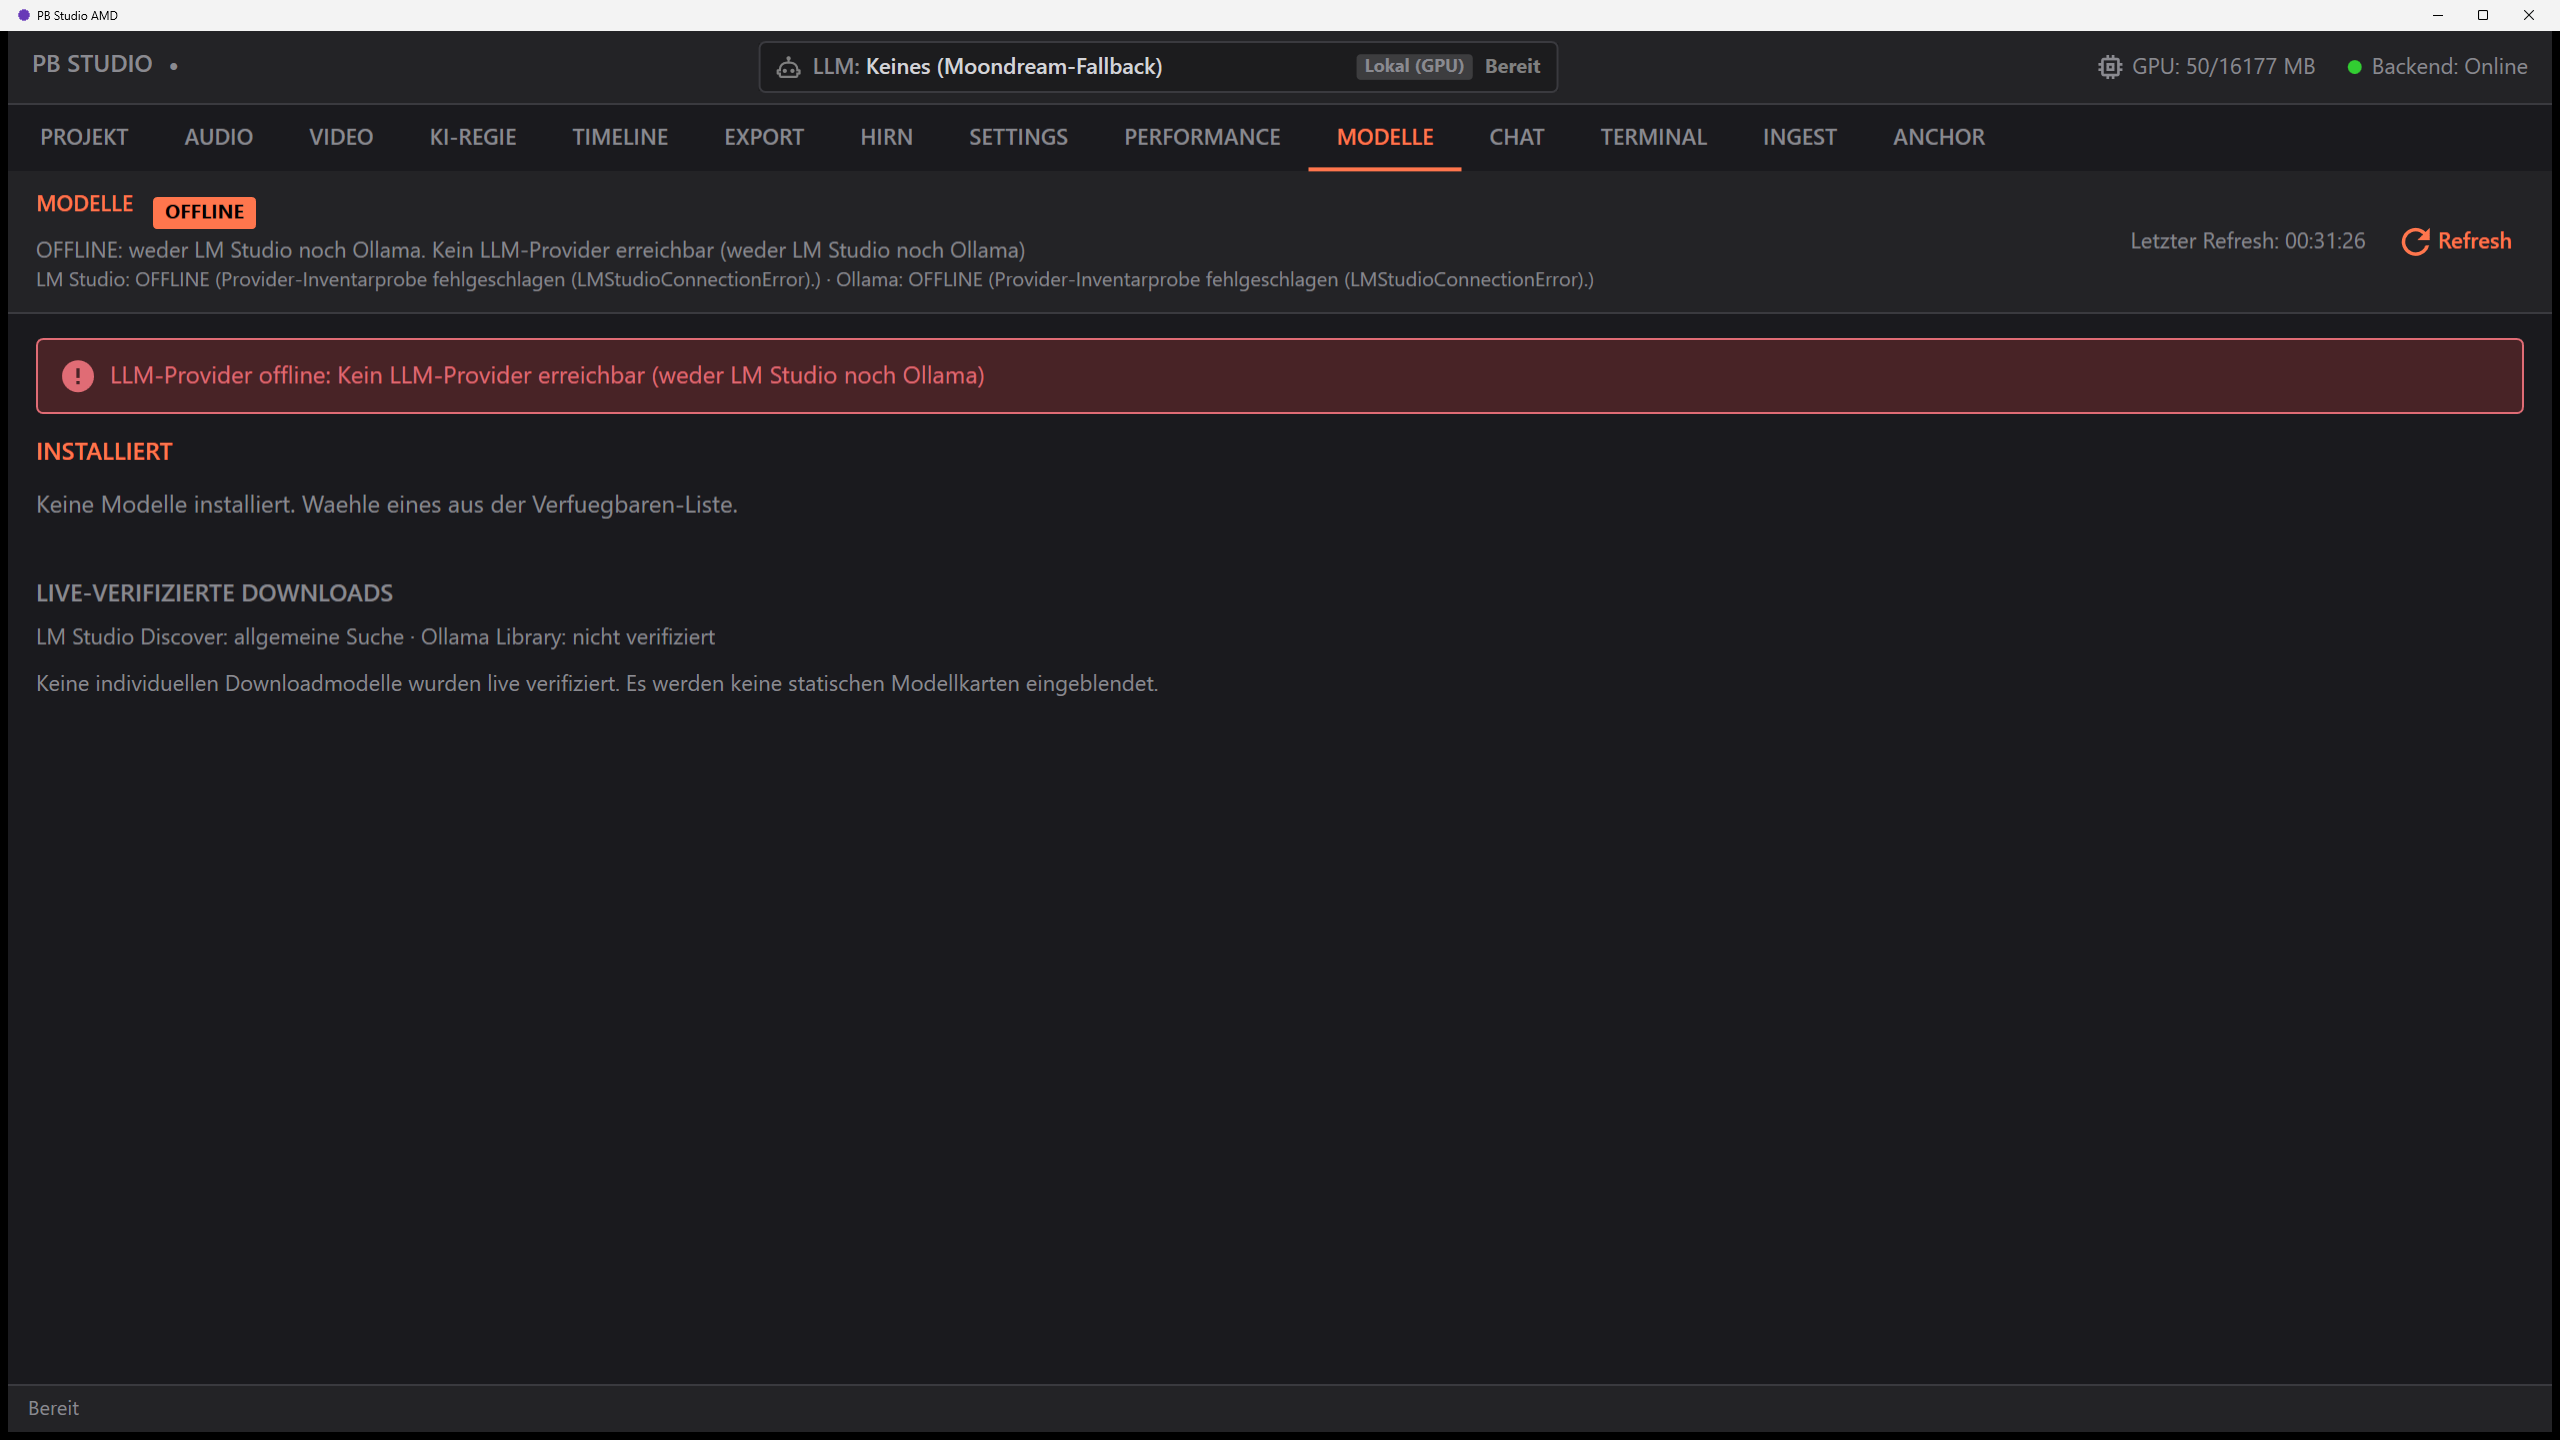 PB Studio AMD
PB STUDIO •
LLM: Keines (Moondream-Fallback) Lokal (GPU) Bereit
GPU: 50/16177 MB Backend: Online
PROJEKT AUDIO VIDEO KI-REGIE TIMELINE EXPORT HIRN SETTINGS PERFORMANCE MODELLE CHAT TERMINAL INGEST ANCHOR
MODELLE OFFLINE
OFFLINE: weder LM Studio noch Ollama. Kein LLM-Provider erreichbar (weder LM Studio noch Ollama)
LM Studio: OFFLINE (Provider-Inventarprobe fehlgeschlagen (LMStudioConnectionError).) · Ollama: OFFLINE (Provider-Inventarprobe fehlgeschlagen (LMStudioConnectionError).)
Letzter Refresh: 00:31:26 Refresh
LLM-Provider offline: Kein LLM-Provider erreichbar (weder LM Studio noch Ollama)
INSTALLIERT
Keine Modelle installiert. Waehle eines aus der Verfuegbaren-Liste.
LIVE-VERIFIZIERTE DOWNLOADS
LM Studio Discover: allgemeine Suche · Ollama Library: nicht verifiziert
Keine individuellen Downloadmodelle wurden live verifiziert. Es werden keine statischen Modellkarten eingeblendet.
Bereit